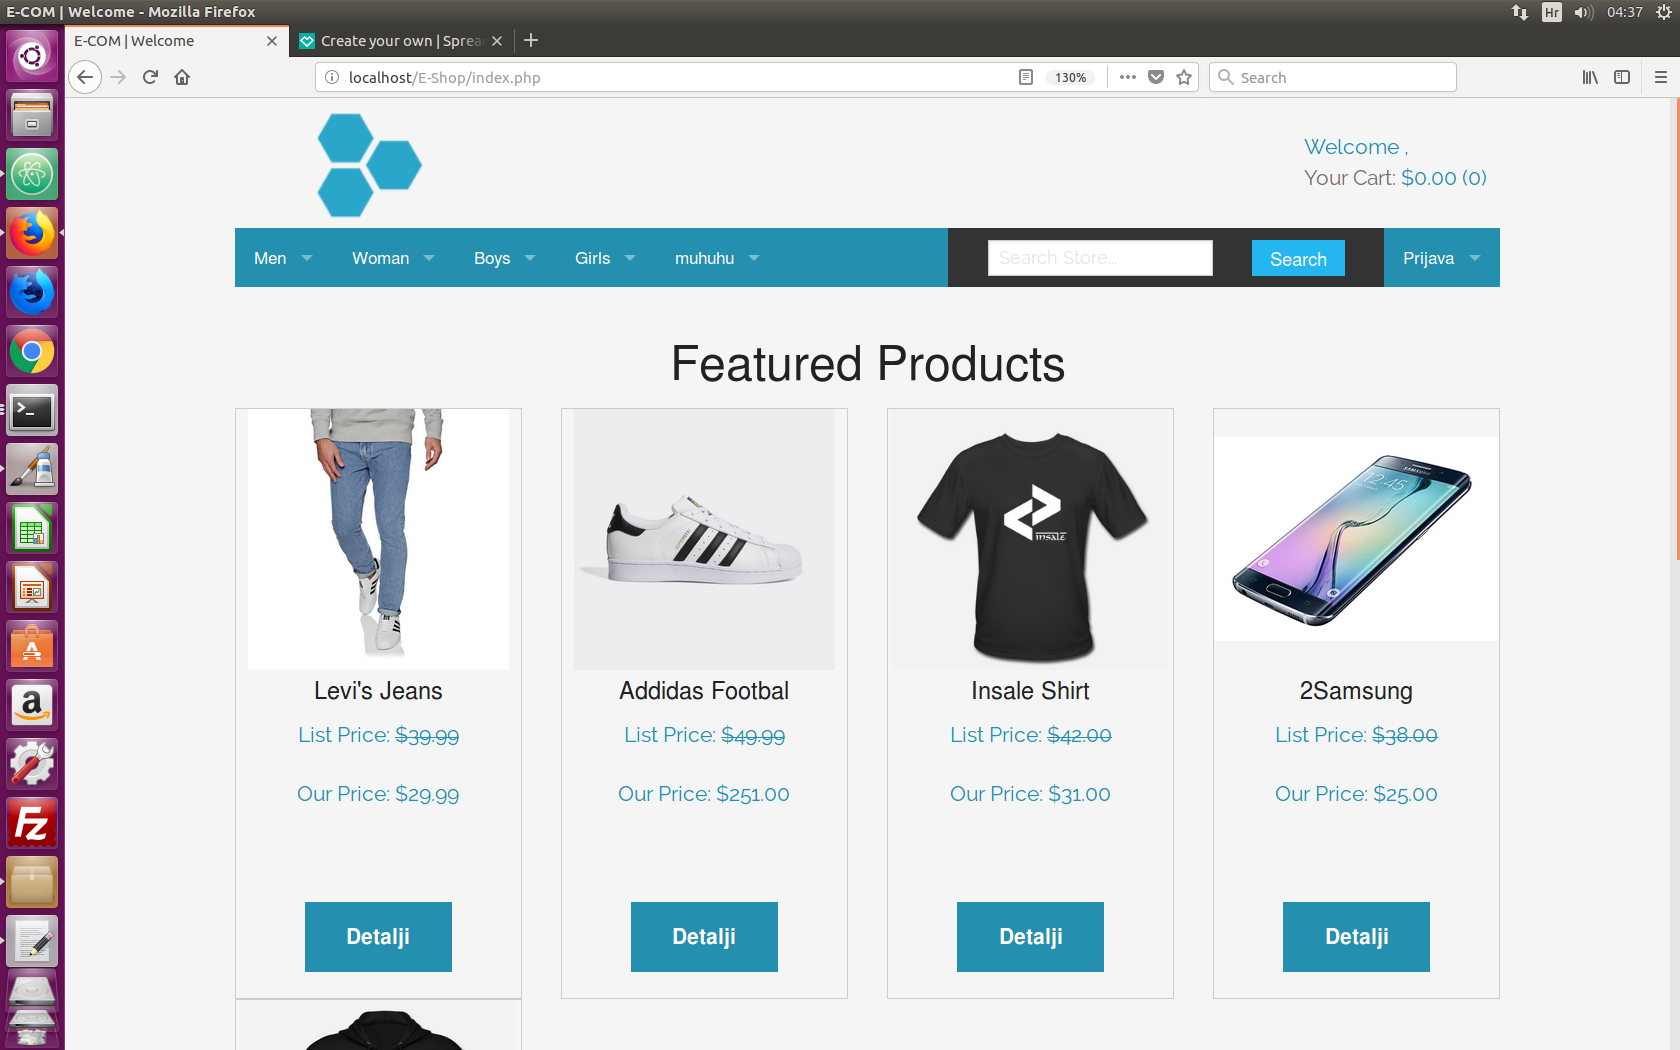 E-COM | Welcome - Mozilla Firefox
Hr
04:37
E-COM | Welcome
Create your own | Sprea
localhost/E-Shop/index.php
130%
Search
Welcome ,
Your Cart: $0.00 (0)
Men
Woman
Boys
Girls
muhuhu
Search Store...
Search
Prijava
Featured Products
insale
SAMSUNG
12:45
Levi's Jeans
Addidas Footbal
Insale Shirt
2Samsung
List Price: $39.99
List Price: $49.99
List Price: $42.00
List Price: $38.00
Our Price: $29.99
Our Price: $251.00
Our Price: $31.00
Our Price: $25.00
Detalji
Detalji
Detalji
Detalji